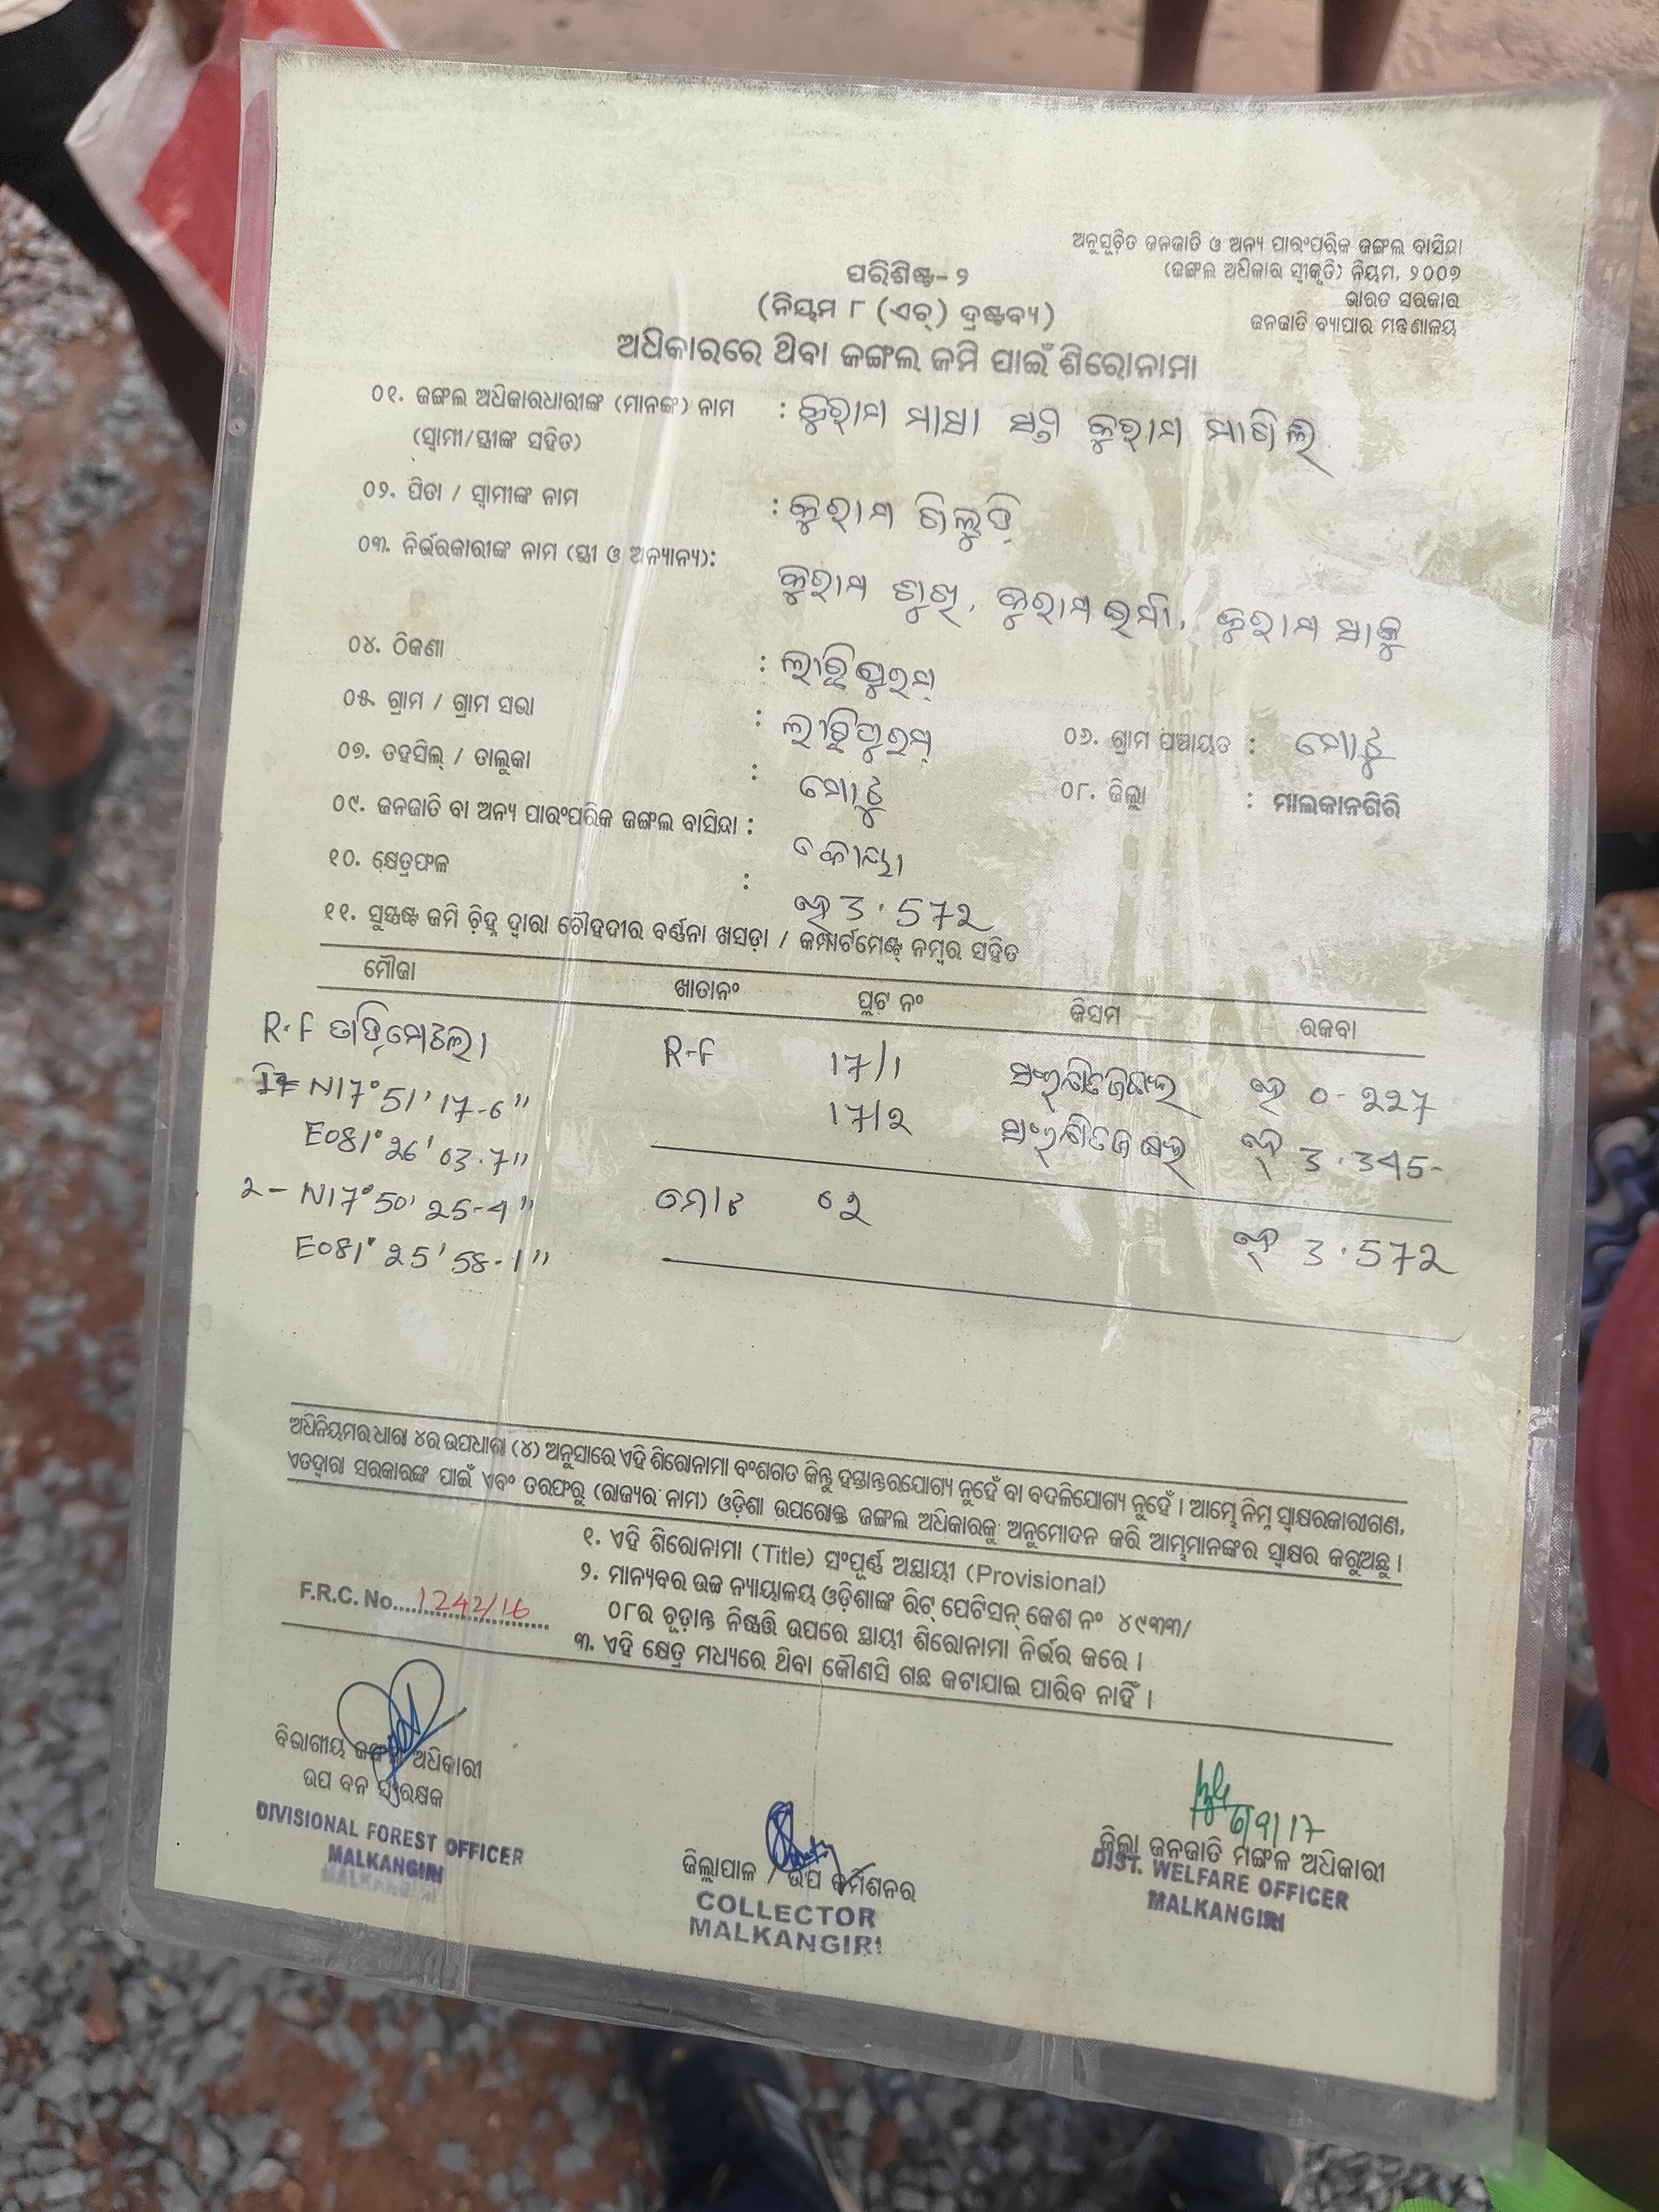 ଅନୁସୂଚିତ ଜନଜାତି ଓ ଅନ୍ୟ ପାରଂପରିକ ଜଙ୍ଗଲ ବାସିନ୍ଦା
(ଜଙ୍ଗଲ ଅଧିକାର ସ୍ୱୀକୃତି) ନିୟମ, ୨୦୦୭
ଭାରତ ସରକାର
ଜନଜାତି ବ୍ୟାପାର ମନ୍ତ୍ରଣାଳୟ
ପରିଶିଷ୍ଟ-୨
(ନିୟମ ୮ (ଏଚ୍) ଦ୍ରଷ୍ଟବ୍ୟ)
ଅଧିକାରରେ ଥିବା ଜଙ୍ଗଲ ଜମି ପାଇଁ ଶିରୋନାମା
୦୧. ଜଙ୍ଗଲ ଅଧିକାରଧାରୀଙ୍କ (ମାନଙ୍କ) ନାମ : କୁରାମ
(ସ୍ୱାମୀ/ସ୍ତ୍ରୀଙ୍କ ସହିତ)
୦୨. ପିତା / ସ୍ୱାମୀଙ୍କ ନାମ : କୁରାମ
୦୩. ନିର୍ଭରକାରୀଙ୍କ ନାମ (ସ୍ତ୍ରୀ ଓ ଅନ୍ୟାନ୍ୟ):
କୁରାମ
୦୪. ଠିକଣା :
୦୫. ଗ୍ରାମ / ଗ୍ରାମ ସଭା : ୦୬. ଗ୍ରାମ ପଞ୍ଚାୟତ : ମୋଟୁ
୦୭. ତହସିଲ୍ / ତାଲୁକା : ମୋଟୁ ୦୮. ଜିଲ୍ଲା : ମାଲକାନଗିରି
୦୯. ଜନଜାତି ବା ଅନ୍ୟ ପାରଂପରିକ ଜଙ୍ଗଲ ବାସିନ୍ଦା : କୋୟା
୧୦. କ୍ଷେତ୍ରଫଳ : 3.572
୧୧. ସୁସ୍ପଷ୍ଟ ଜମି ଚିହ୍ନ ଦ୍ୱାରା ଚୌହଦୀର ବର୍ଣ୍ଣନା ଖସଡ଼ା / କମ୍ପାର୍ଟମେଣ୍ଟ୍ ନମ୍ବର ସହିତ
ମୌଜା ଖାତାନଂ ପ୍ଲଟ ନଂ କିସମ ରକବା
R-F R-F 17/1 0-227
N17°51'17-6" 17/2 3.345-
E081°26'03.7"
2- N17°50'25-4" ମୋଟ ୦୨ 3.572
E081°25'58-1"
ଅଧିନିୟମର ଧାରା ୪ର ଉପଧାରା (୪) ଅନୁସାରେ ଏହି ଶିରୋନାମା ବଂଶଗତ କିନ୍ତୁ ହସ୍ତାନ୍ତରଯୋଗ୍ୟ ନୁହେଁ ବା ବଦଳିଯୋଗ୍ୟ ନୁହେଁ । ଆମ୍ଭେ ନିମ୍ନ ସ୍ୱାକ୍ଷରକାରୀଗଣ,
ଏତଦ୍ୱାରା ସରକାରଙ୍କ ପାଇଁ ଏବଂ ତରଫରୁ (ରାଜ୍ୟର ନାମ) ଓଡ଼ିଶା ଉପରୋକ୍ତ ଜଙ୍ଗଲ ଅଧିକାରକୁ ଅନୁମୋଦନ କରି ଆମ୍ଭମାନଙ୍କର ସ୍ୱାକ୍ଷର କରୁଅଛୁ ।
୧. ଏହି ଶିରୋନାମା (Title) ସଂପୂର୍ଣ୍ଣ ଅସ୍ଥାୟୀ (Provisional)
୨. ମାନ୍ୟବର ଉଚ୍ଚ ନ୍ୟାୟାଳୟ ଓଡ଼ିଶାଙ୍କ ରିଟ୍ ପେଟିସନ୍ କେଶ ନଂ ୪୯୩୩/
୦୮ର ଚୂଡ଼ାନ୍ତ ନିଷ୍ପତ୍ତି ଉପରେ ସ୍ଥାୟୀ ଶିରୋନାମା ନିର୍ଭର କରେ ।
୩. ଏହି କ୍ଷେତ୍ର ମଧ୍ୟରେ ଥିବା କୌଣସି ଗଛ କଟାଯାଇ ପାରିବ ନାହିଁ ।
F.R.C. No....1242/16
ବିଭାଗୀୟ ଜଙ୍ଗଲ ଅଧିକାରୀ
ଉପ ବନ ସଂରକ୍ଷକ
DIVISIONAL FOREST OFFICER
MALKANGIRI
ଜିଲ୍ଲାପାଳ / ଉପ କମିଶନର
COLLECTOR
MALKANGIRI
6/9/17
ଜିଲ୍ଲା ଜନଜାତି ମଙ୍ଗଳ ଅଧିକାରୀ
DIST. WELFARE OFFICER
MALKANGIRI